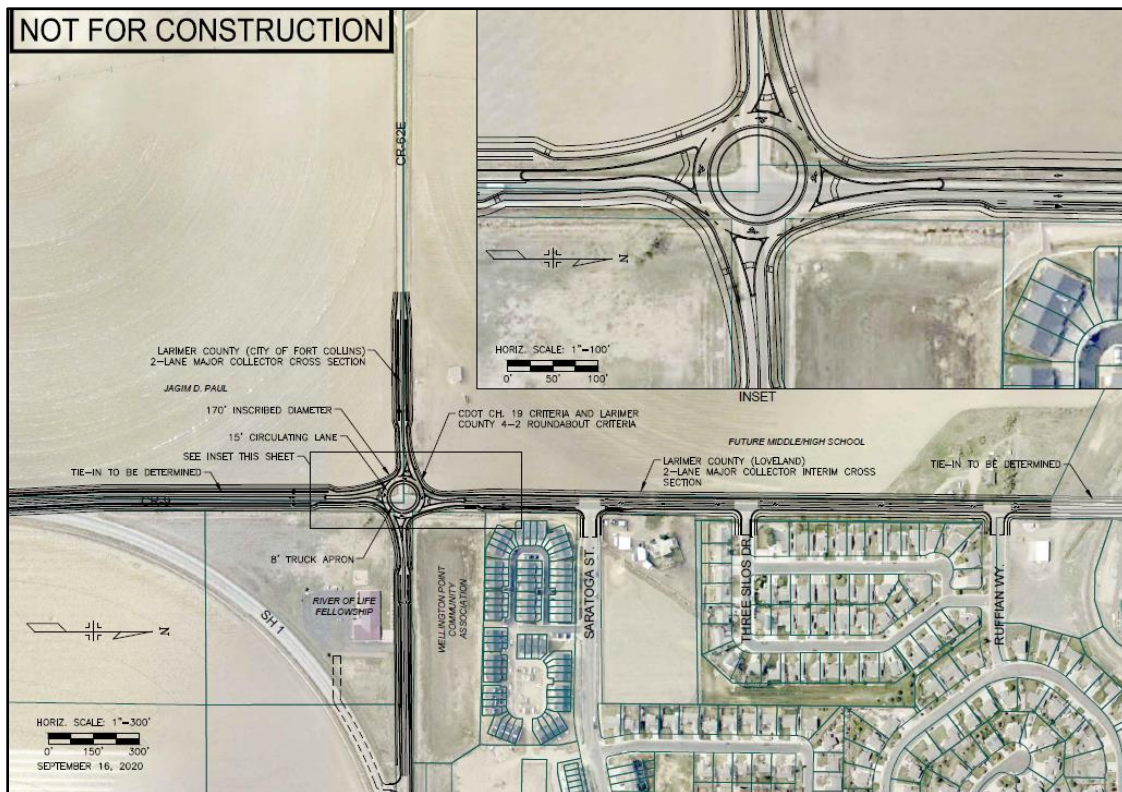 NOT FOR CONSTRUCTION
CR-62E
N
HORIZ. SCALE: 1"=100'
0' 50' 100'
INSET
LARIMER COUNTY (CITY OF FORT COLLINS)
2-LANE MAJOR COLLECTOR CROSS SECTION
JAGIM D. PAUL
170' INSCRIBED DIAMETER
15' CIRCULATING LANE
SEE INSET THIS SHEET
TIE-IN TO BE DETERMINED
CDOT CH. 19 CRITERIA AND LARIMER
COUNTY 4-2 ROUNDABOUT CRITERIA
FUTURE MIDDLE/HIGH SCHOOL
LARIMER COUNTY (LOVELAND)
2-LANE MAJOR COLLECTOR INTERIM CROSS
SECTION
TIE-IN TO BE DETERMINED
CR-9
8' TRUCK APRON
RIVER OF LIFE
FELLOWSHIP
SH 1
WELLINGTON POINT
COMMUNITY
ASSOCIATION
SARATOGA ST.
THREE SILOS DR.
RUFFIAN WY.
N
HORIZ. SCALE: 1"=300'
0' 150' 300'
SEPTEMBER 16, 2020